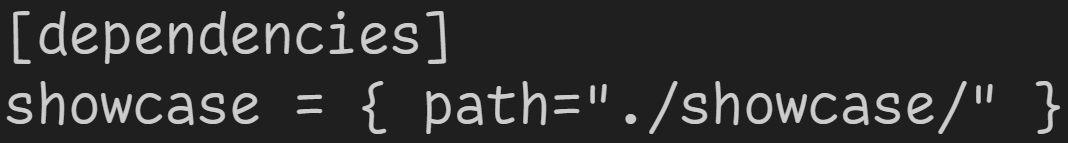 [dependencies]
showcase = { path="./showcase/" }